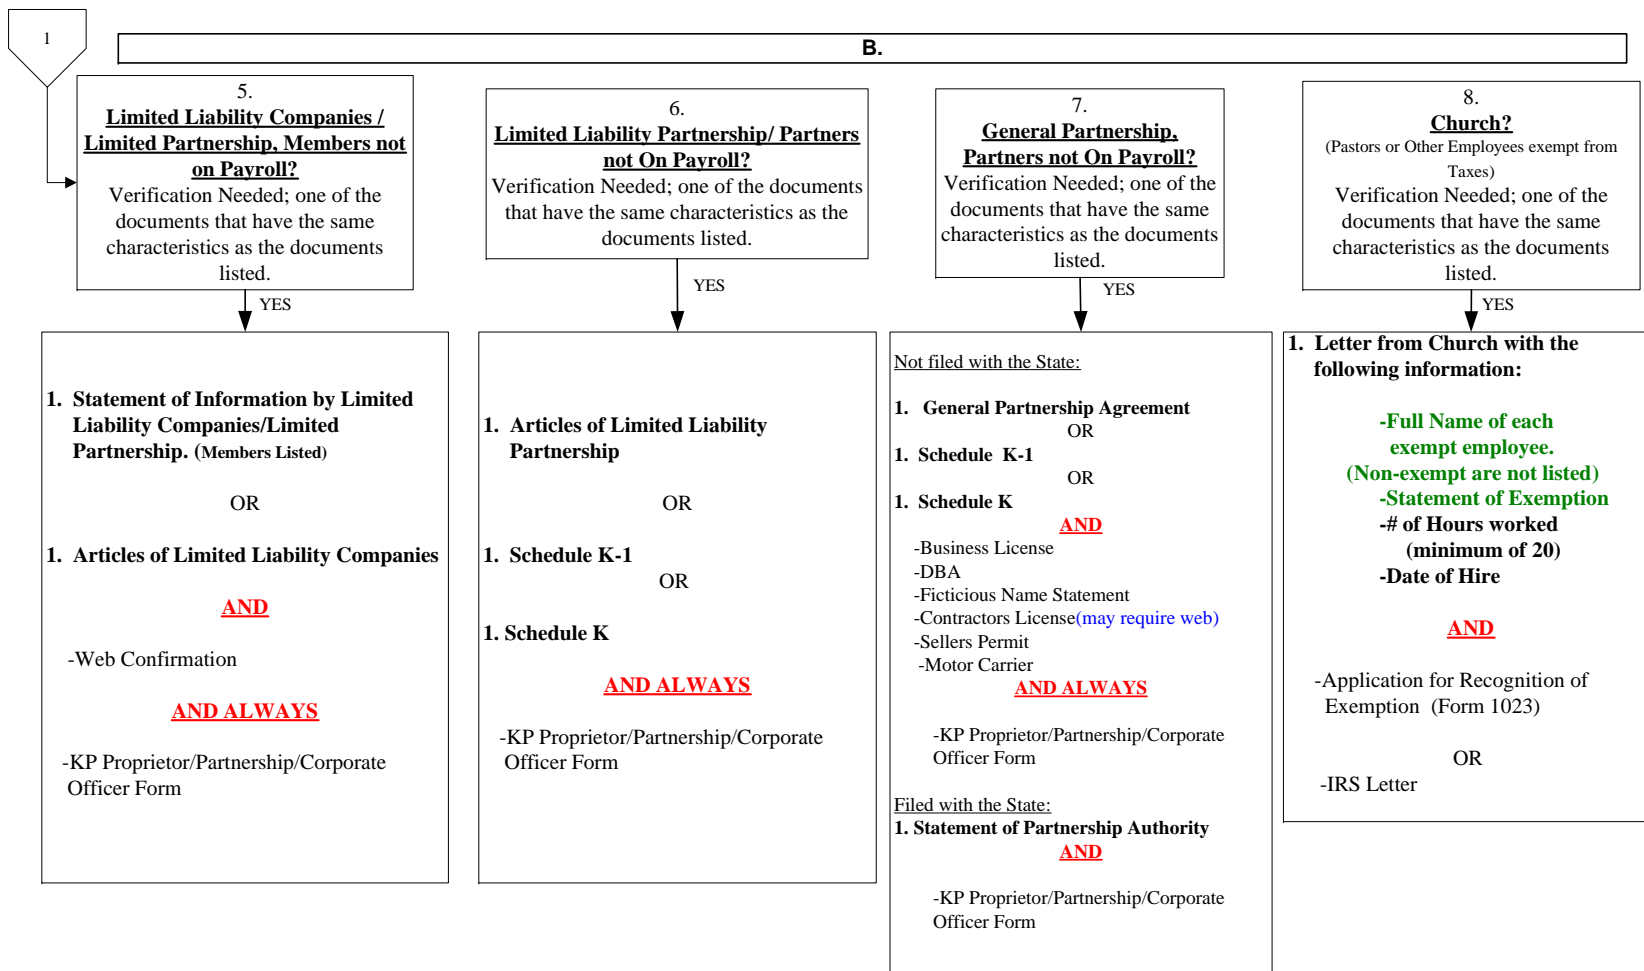 1
B.
5.
Limited Liability Companies /
Limited Partnership, Members not
on Payroll?
Verification Needed; one of the
documents that have the same
characteristics as the documents
listed.
YES
1. Statement of Information by Limited
Liability Companies/Limited
Partnership. (Members Listed)
OR
1. Articles of Limited Liability Companies
AND
-Web Confirmation
AND ALWAYS
-KP Proprietor/Partnership/Corporate
Officer Form
6.
Limited Liability Partnership/ Partners
not On Payroll?
Verification Needed; one of the documents
that have the same characteristics as the
documents listed.
YES
1. Articles of Limited Liability
Partnership
OR
1. Schedule K-1
OR
1. Schedule K
AND ALWAYS
-KP Proprietor/Partnership/Corporate
Officer Form
7.
General Partnership,
Partners not On Payroll?
Verification Needed; one of the
documents that have the same
characteristics as the documents
listed.
YES
Not filed with the State:
1. General Partnership Agreement
OR
1. Schedule K-1
OR
1. Schedule K
AND
-Business License
-DBA
-Ficticious Name Statement
-Contractors License(may require web)
-Sellers Permit
-Motor Carrier
AND ALWAYS
-KP Proprietor/Partnership/Corporate
Officer Form
Filed with the State:
1. Statement of Partnership Authority
AND
-KP Proprietor/Partnership/Corporate
Officer Form
8.
Church?
(Pastors or Other Employees exempt from
Taxes)
Verification Needed; one of the
documents that have the same
characteristics as the documents
listed.
YES
1. Letter from Church with the
following information:
-Full Name of each
exempt employee.
(Non-exempt are not listed)
-Statement of Exemption
-# of Hours worked
(minimum of 20)
-Date of Hire
AND
-Application for Recognition of
Exemption (Form 1023)
OR
-IRS Letter